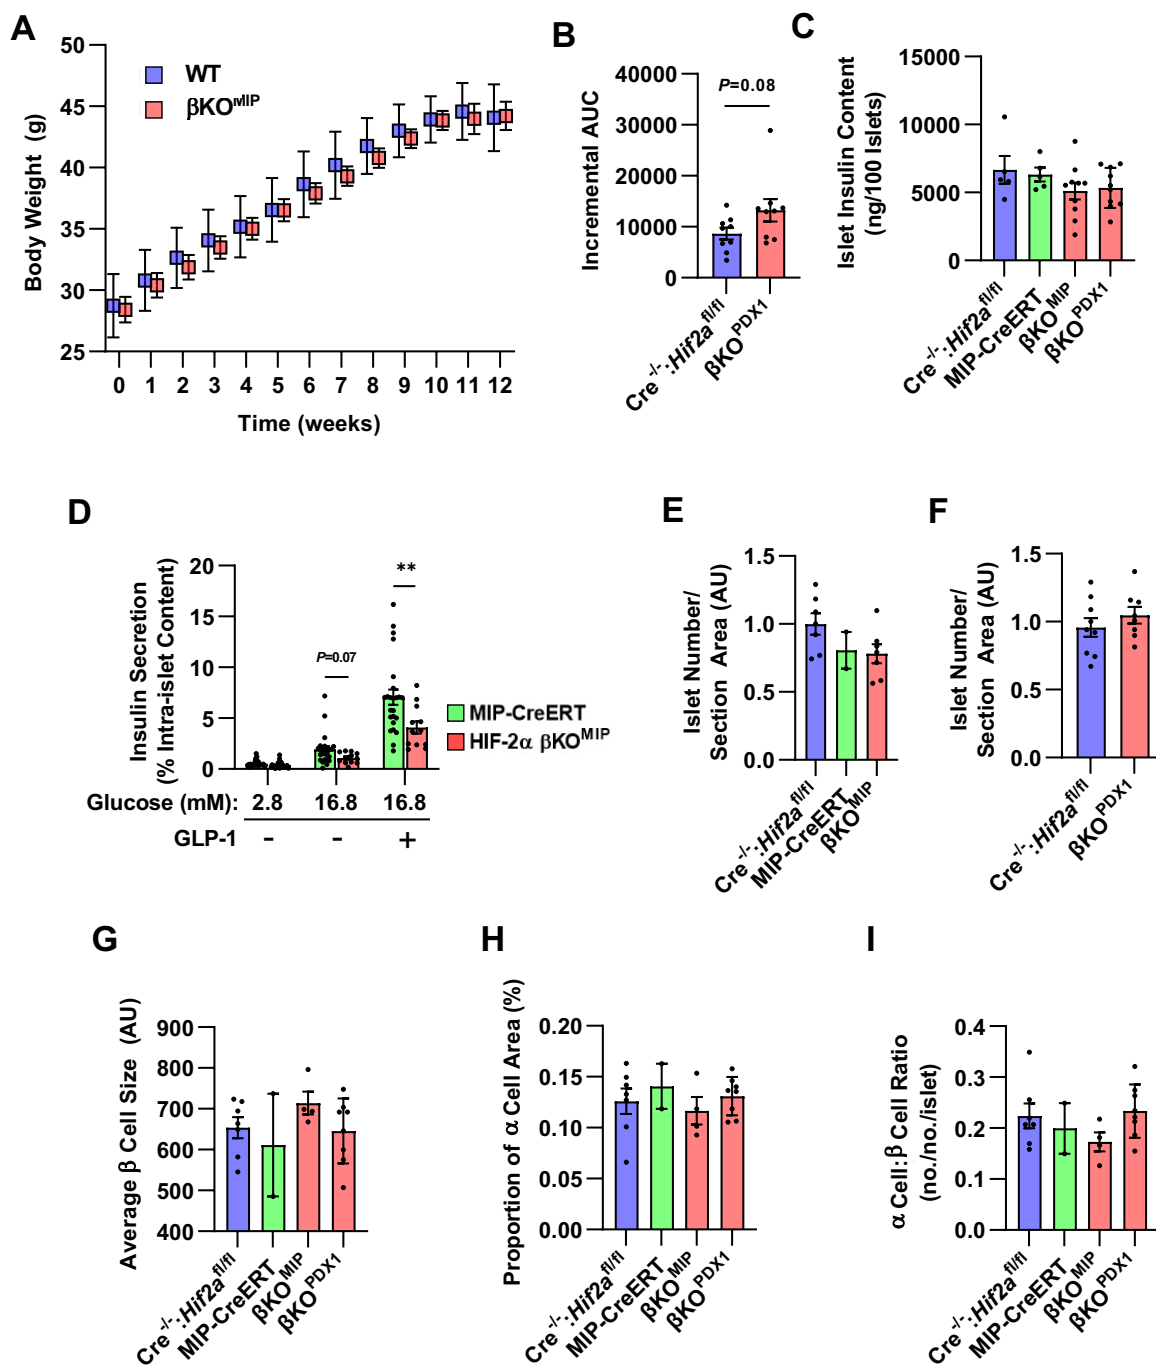 A
50
45
40
35
30
25
Body Weight (g)
WT
βKO^MIP
0 1 2 3 4 5 6 7 8 9 10 11 12
Time (weeks)
B
40000
30000
20000
10000
0
Incremental AUC
P=0.08
Cre^-/-:Hif2a^fl/fl
βKO^PDX1
C
15000
10000
5000
0
Islet Insulin Content
(ng/100 Islets)
Cre^-/-:Hif2a^fl/fl
MIP-CreERT
βKO^MIP
βKO^PDX1
D
20
15
10
5
0
Insulin Secretion
(% Intra-islet Content)
P=0.07
**
MIP-CreERT
HIF-2α βKO^MIP
Glucose (mM): 2.8 16.8 16.8
GLP-1 - - +
E
1.5
1.0
0.5
0.0
Islet Number/
Section Area (AU)
Cre^-/-:Hif2a^fl/fl
MIP-CreERT
βKO^MIP
F
1.5
1.0
0.5
0.0
Islet Number/
Section Area (AU)
Cre^-/-:Hif2a^fl/fl
βKO^PDX1
G
900
800
700
600
500
400
Average β Cell Size (AU)
Cre^-/-:Hif2a^fl/fl
MIP-CreERT
βKO^MIP
βKO^PDX1
H
0.20
0.15
0.10
0.05
0.00
Proportion of α Cell Area (%)
Cre^-/-:Hif2a^fl/fl
MIP-CreERT
βKO^MIP
βKO^PDX1
I
0.4
0.3
0.2
0.1
0.0
α Cell:β Cell Ratio
(no./no./islet)
Cre^-/-:Hif2a^fl/fl
MIP-CreERT
βKO^MIP
βKO^PDX1